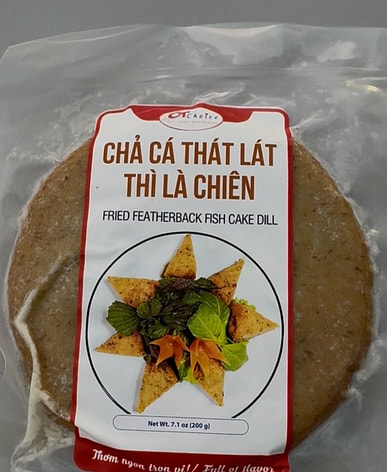 Choice
CHẢ CÁ THÁT LÁT
THÌ LÀ CHIÊN
FRIED FEATHERBACK FISH CAKE DILL
Net Wt. 7.1 oz (200 g)
Thơm ngon trọn vị! / Full of flavor